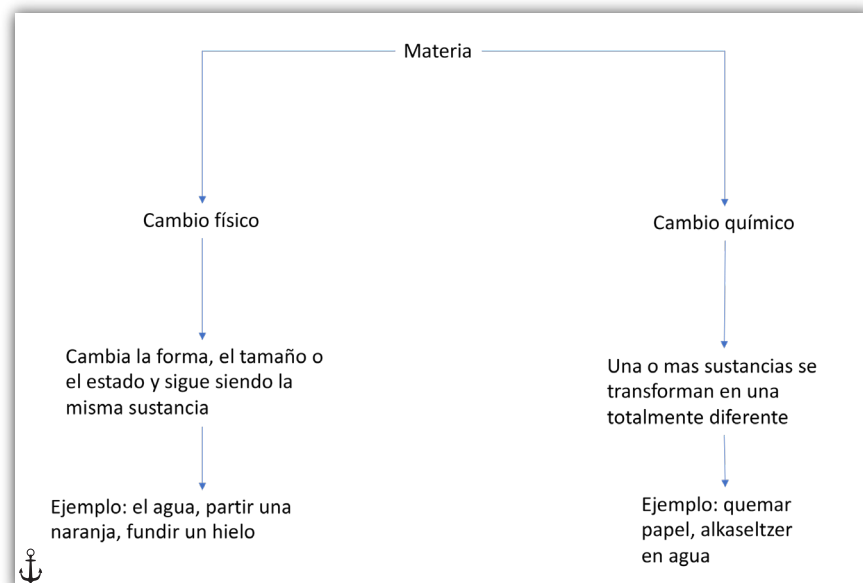 Materia
Cambio físico
Cambio químico
Cambia la forma, el tamaño o
el estado y sigue siendo la
misma sustancia
Una o mas sustancias se
transforman en una
totalmente diferente
Ejemplo: el agua, partir una
naranja, fundir un hielo
Ejemplo: quemar
papel, alkaseltzer
en agua